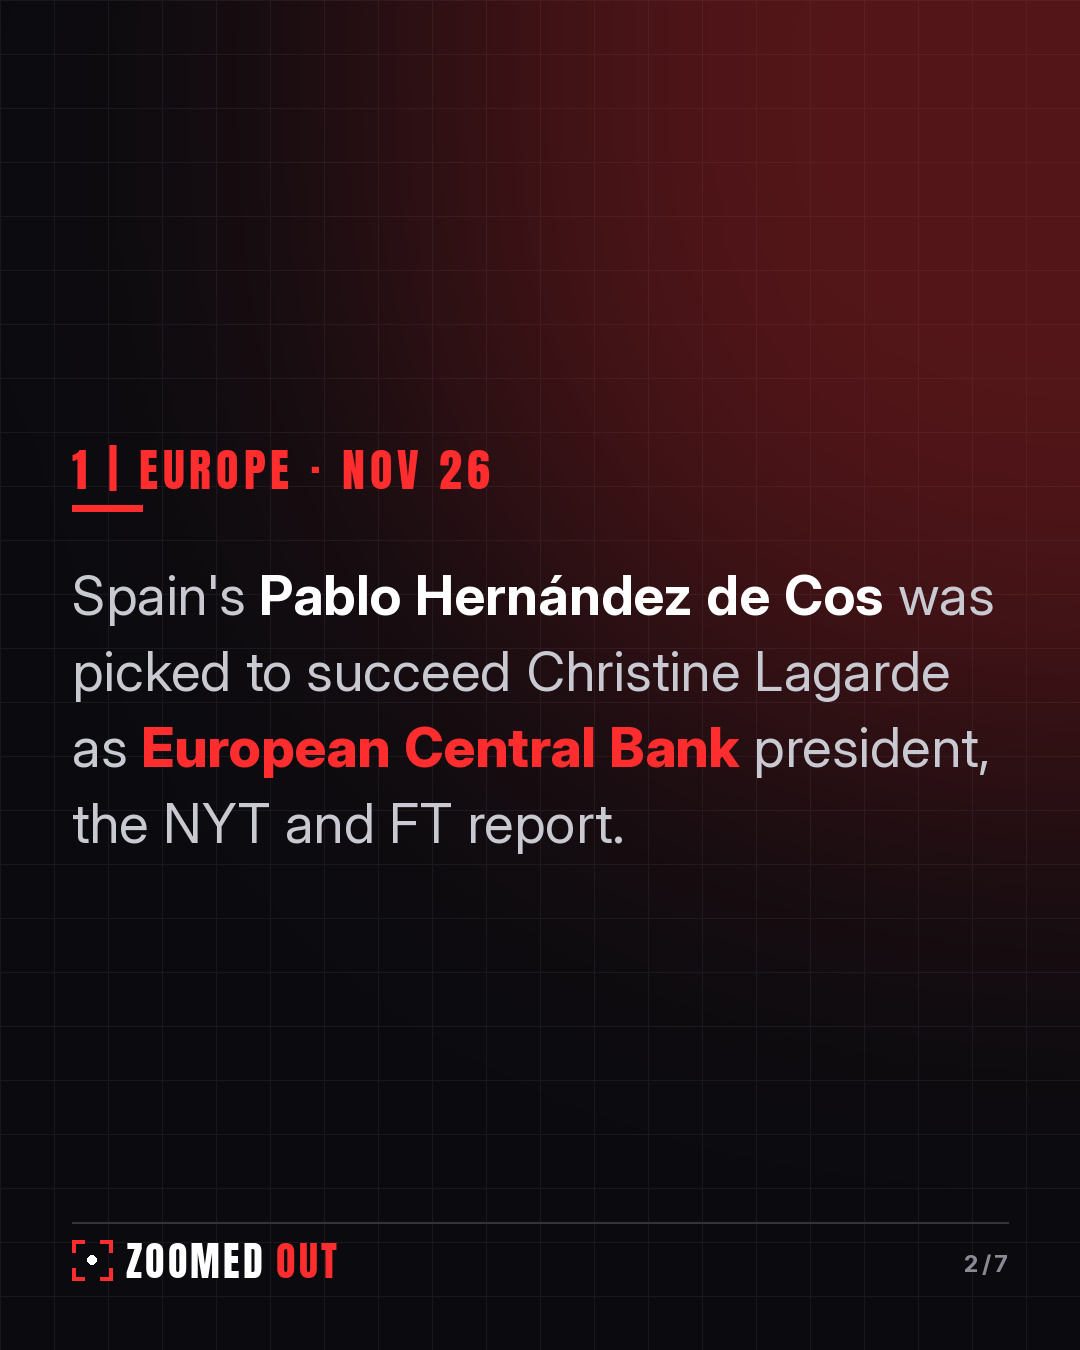 1 | EUROPE · NOV 26
Spain's Pablo Hernández de Cos was
picked to succeed Christine Lagarde
as European Central Bank president,
the NYT and FT report.
ZOOMED OUT
2/7